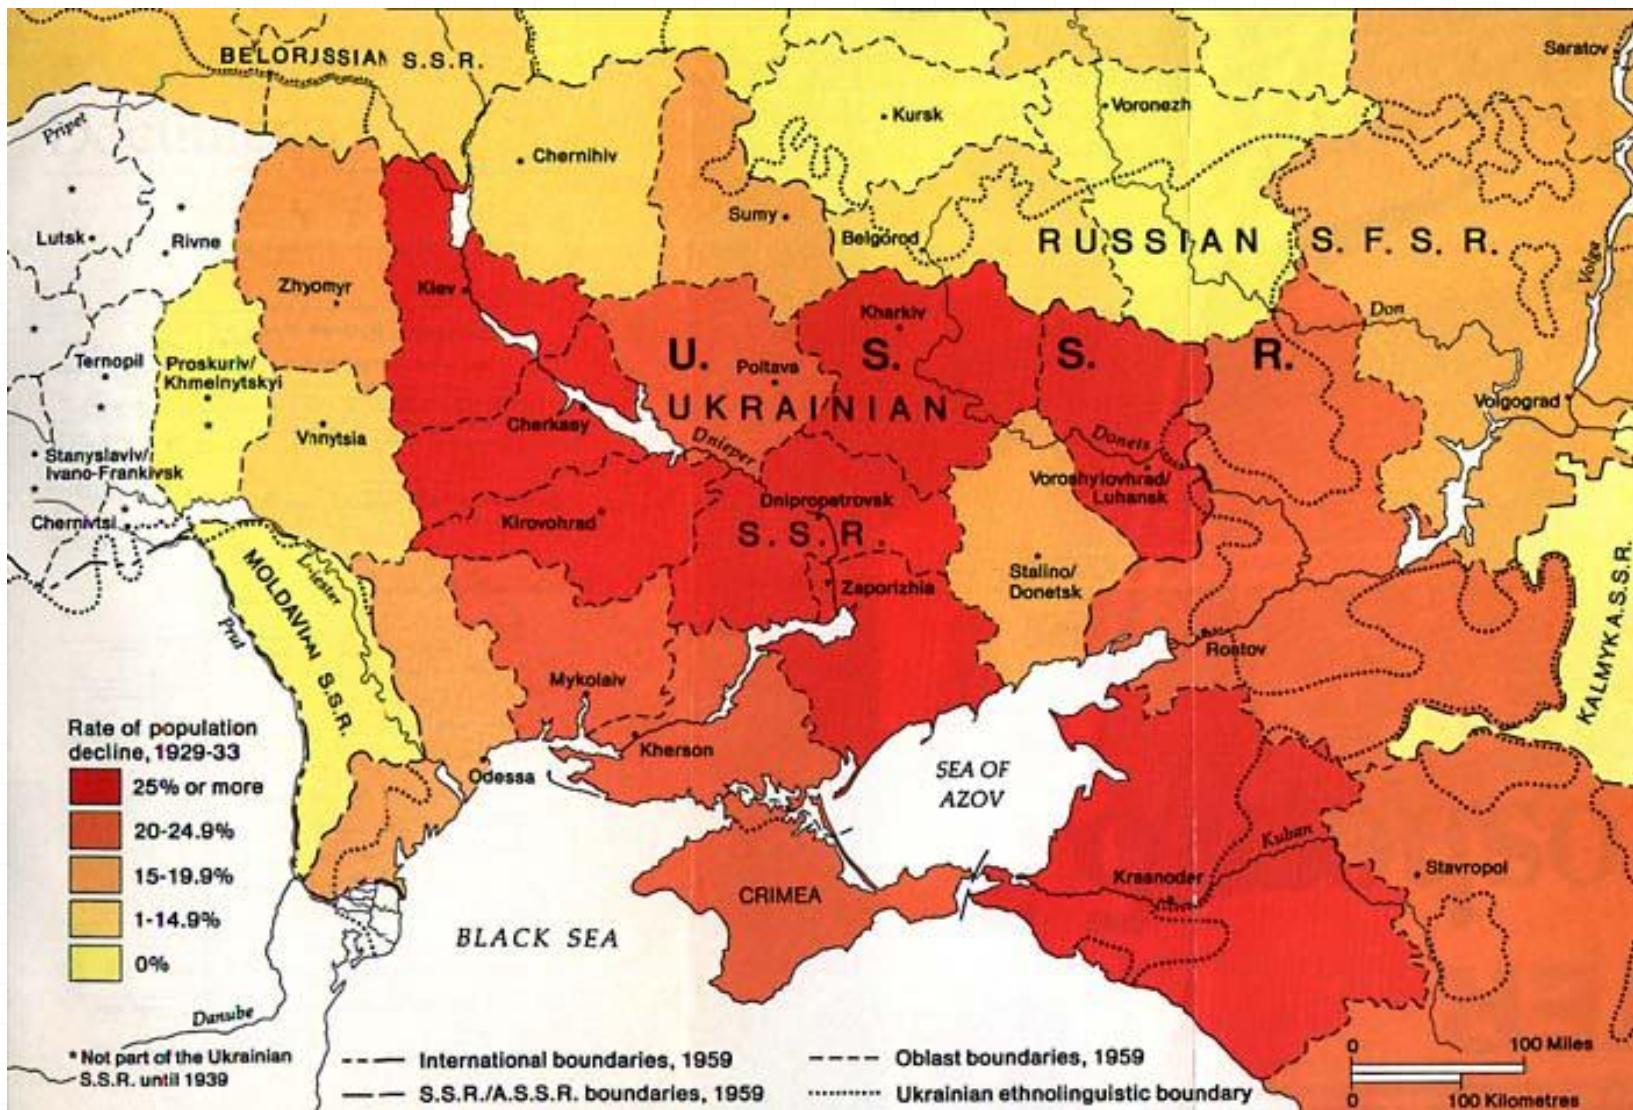 BELORUSSIAN S.S.R.
Saratov
Pripet
Chernihiv
Kursk
Voronezh
Lutsk
Rivne
Sumy
Belgorod
RUSSIAN S. F. S. R.
Volga
Zhyomyr
Kiev
Kharkiv
Don
Ternopil
Proskuriv/
Khmelnytskyi
U. S. S. R.
Poltava
UKRAINIAN
Volgograd
Vnnytsia
Cherkasy
Dnieper
Donets
Stanyslaviv/
Ivano-Frankivsk
Voroshylovhrad/
Luhansk
Dnipropetrovsk
Kirovohrad
S.S.R.
Chernivtsi
Stalino/
Donetsk
Zaporizhia
MOLDAVIAN S.S.R.
Prut
Rostov
KALMYK A.S.S.R.
Mykolaiv
Kherson
Odessa
SEA OF
AZOV
Rate of population
decline, 1929-33
25% or more
20-24.9%
15-19.9%
1-14.9%
0%
Kuban
Krasnoder
Stavropol
CRIMEA
BLACK SEA
Danube
*Not part of the Ukrainian
S.S.R. until 1939
International boundaries, 1959
S.S.R./A.S.S.R. boundaries, 1959
Oblast boundaries, 1959
Ukrainian ethnolinguistic boundary
0 100 Miles
0 100 Kilometres